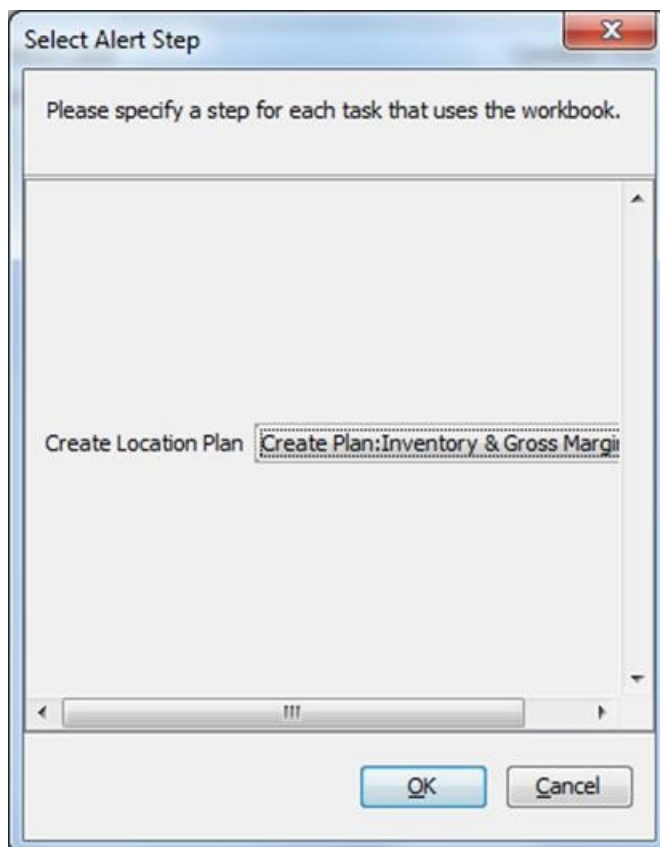 Select Alert Step
Please specify a step for each task that uses the workbook.
Create Location Plan Create Plan:Inventory & Gross Margin
OK Cancel